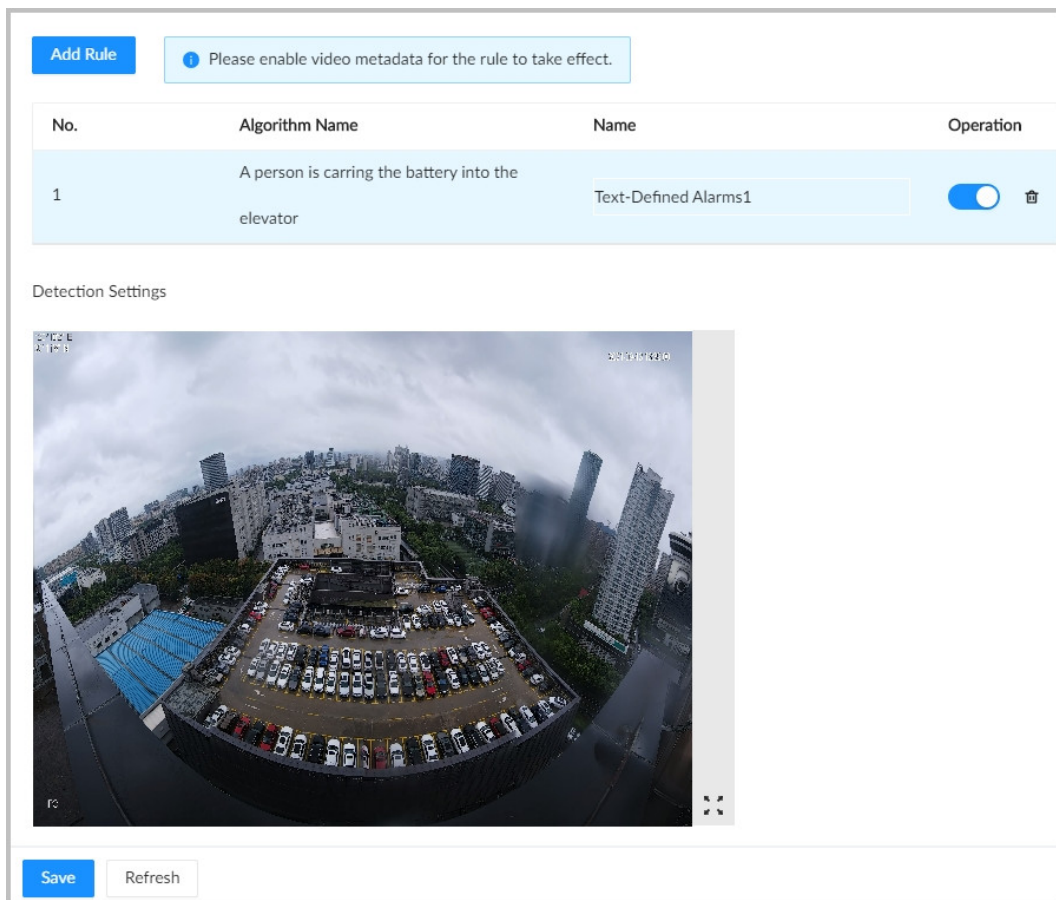 Add Rule
Please enable video metadata for the rule to take effect.
No. Algorithm Name Name Operation
1 A person is carring the battery into the
elevator
Text-Defined Alarms1
Detection Settings
Save Refresh